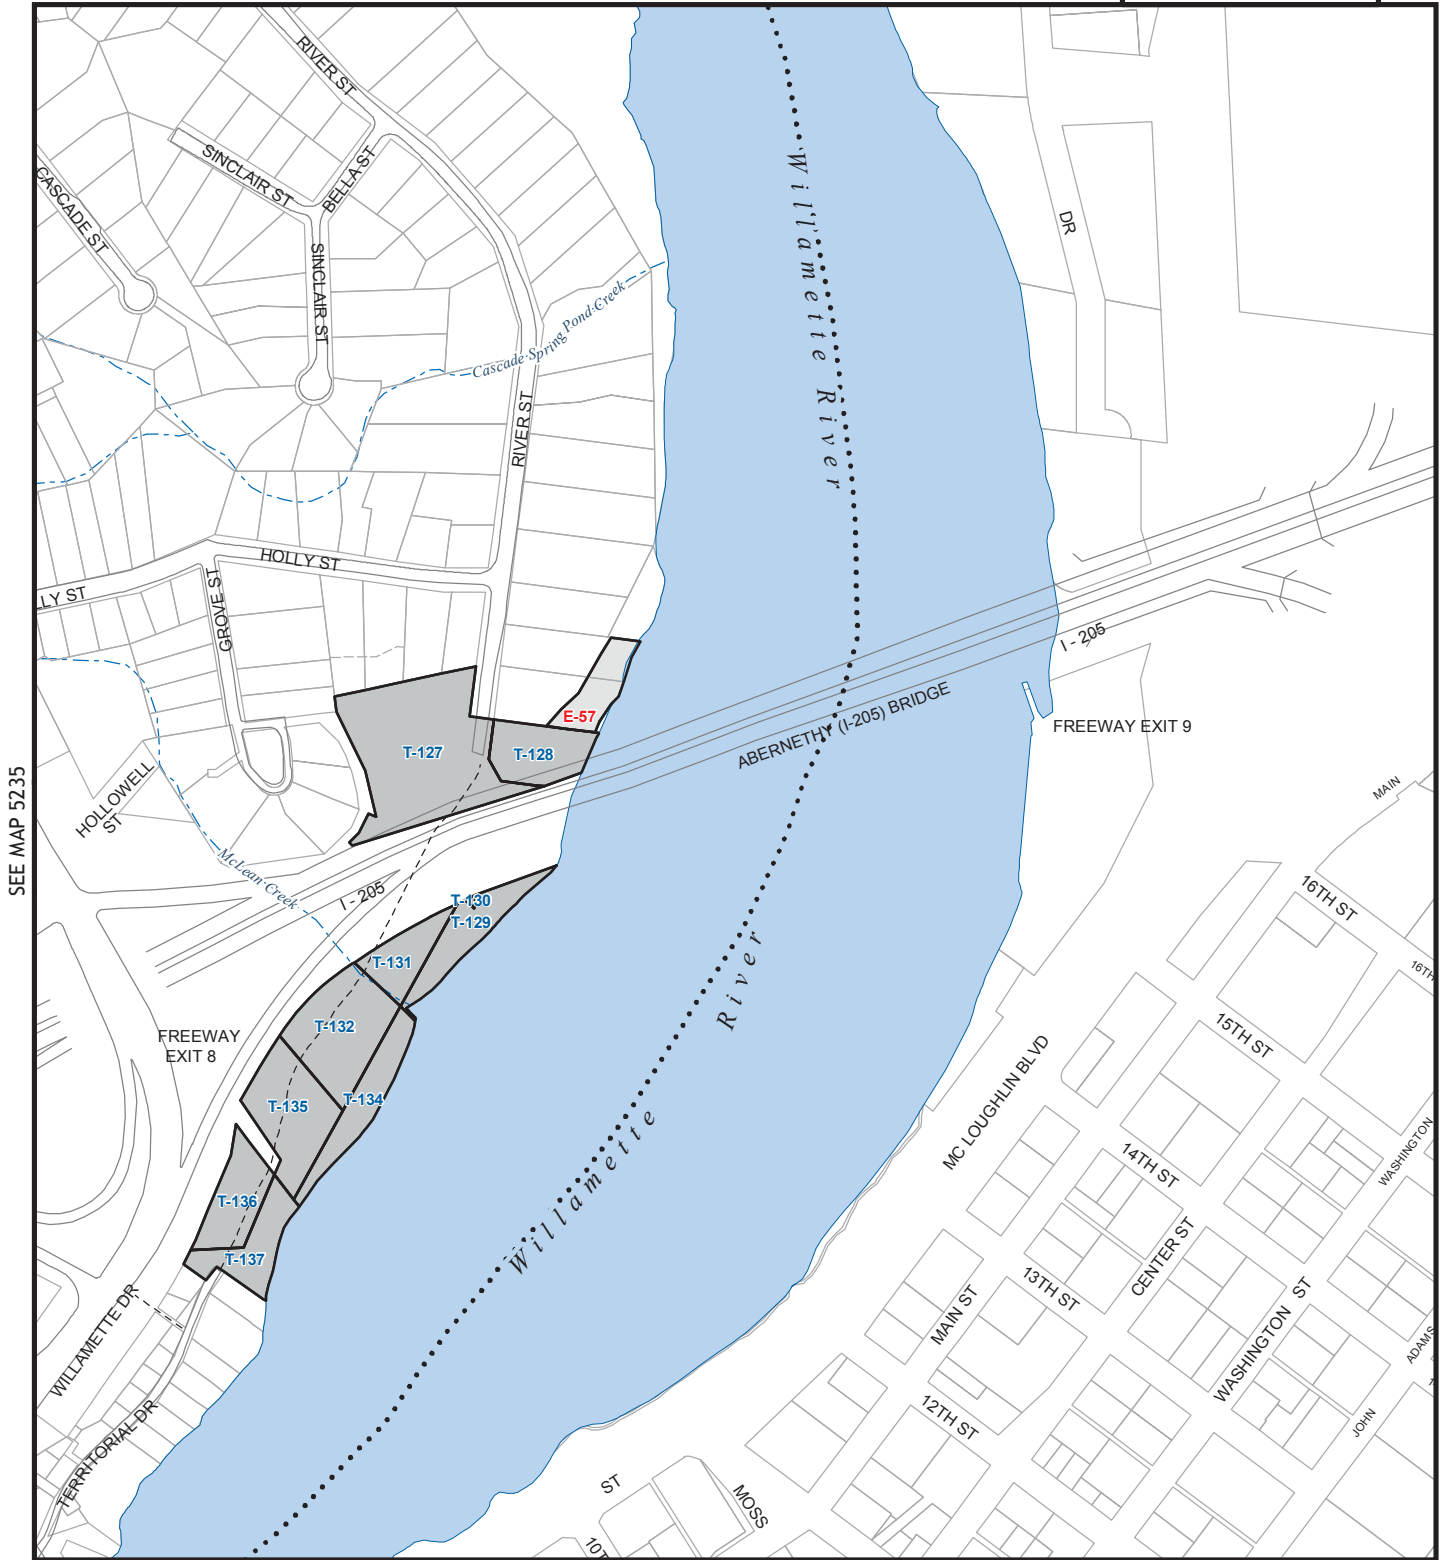 RIVER ST
SINCLAIR ST
BELLA ST
CASCADE ST
SINCLAIR ST
Willamette River
DR
Cascade Spring Pond Creek
RIVER ST
HOLLY ST
LY ST
GROVE ST
I - 205
E-57
ABERNETHY (I-205) BRIDGE
FREEWAY EXIT 9
T-127
T-128
SEE MAP 5235
HOLLOWELL
ST
MAIN
McLean Creek
I - 205
T-130
T-129
16TH ST
T-131
16TH
Willamette River
T-132
FREEWAY
EXIT 8
15TH ST
MC LOUGHLIN BLVD
T-134
T-135
14TH ST
WASHINGTON
T-136
T-137
CENTER ST
13TH ST
MAIN ST
WASHINGTON ST
WILLAMETTE DR
ADAMS
12TH ST
JOHN
TERRITORIAL DR
ST
MOSS